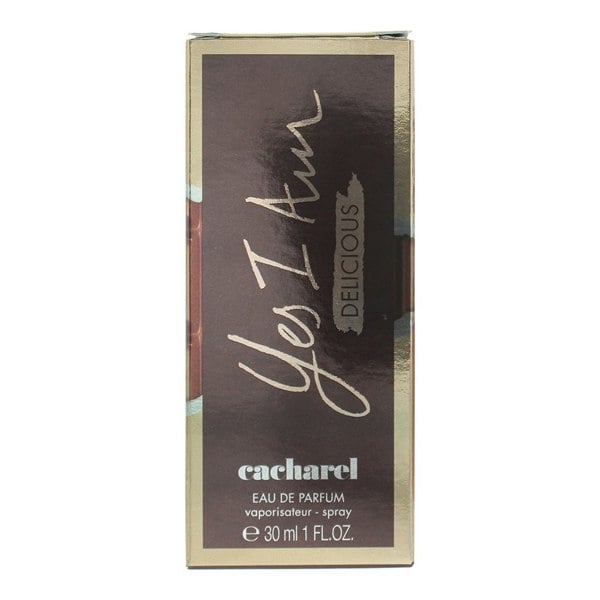 Yes I Am
DELICIOUS
cacharel
EAU DE PARFUM
vaporisateur - spray
℮ 30 ml 1 FL.OZ.